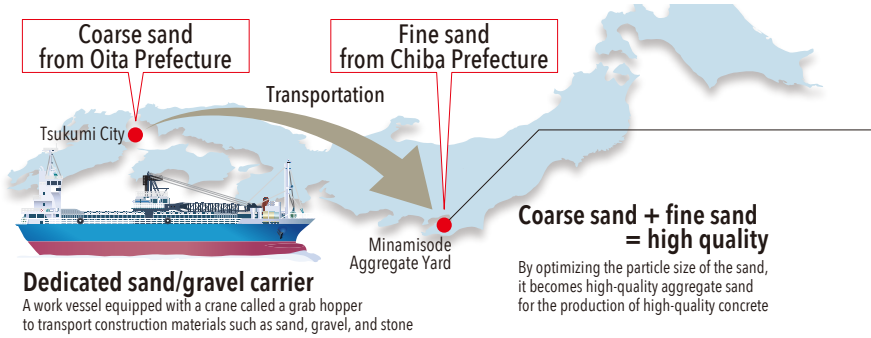 Coarse sand
from Oita Prefecture
Fine sand
from Chiba Prefecture
Transportation
Tsukumi City
Minamisode
Aggregate Yard
Coarse sand + fine sand
= high quality
By optimizing the particle size of the sand,
it becomes high-quality aggregate sand
for the production of high-quality concrete
Dedicated sand/gravel carrier
A work vessel equipped with a crane called a grab hopper
to transport construction materials such as sand, gravel, and stone